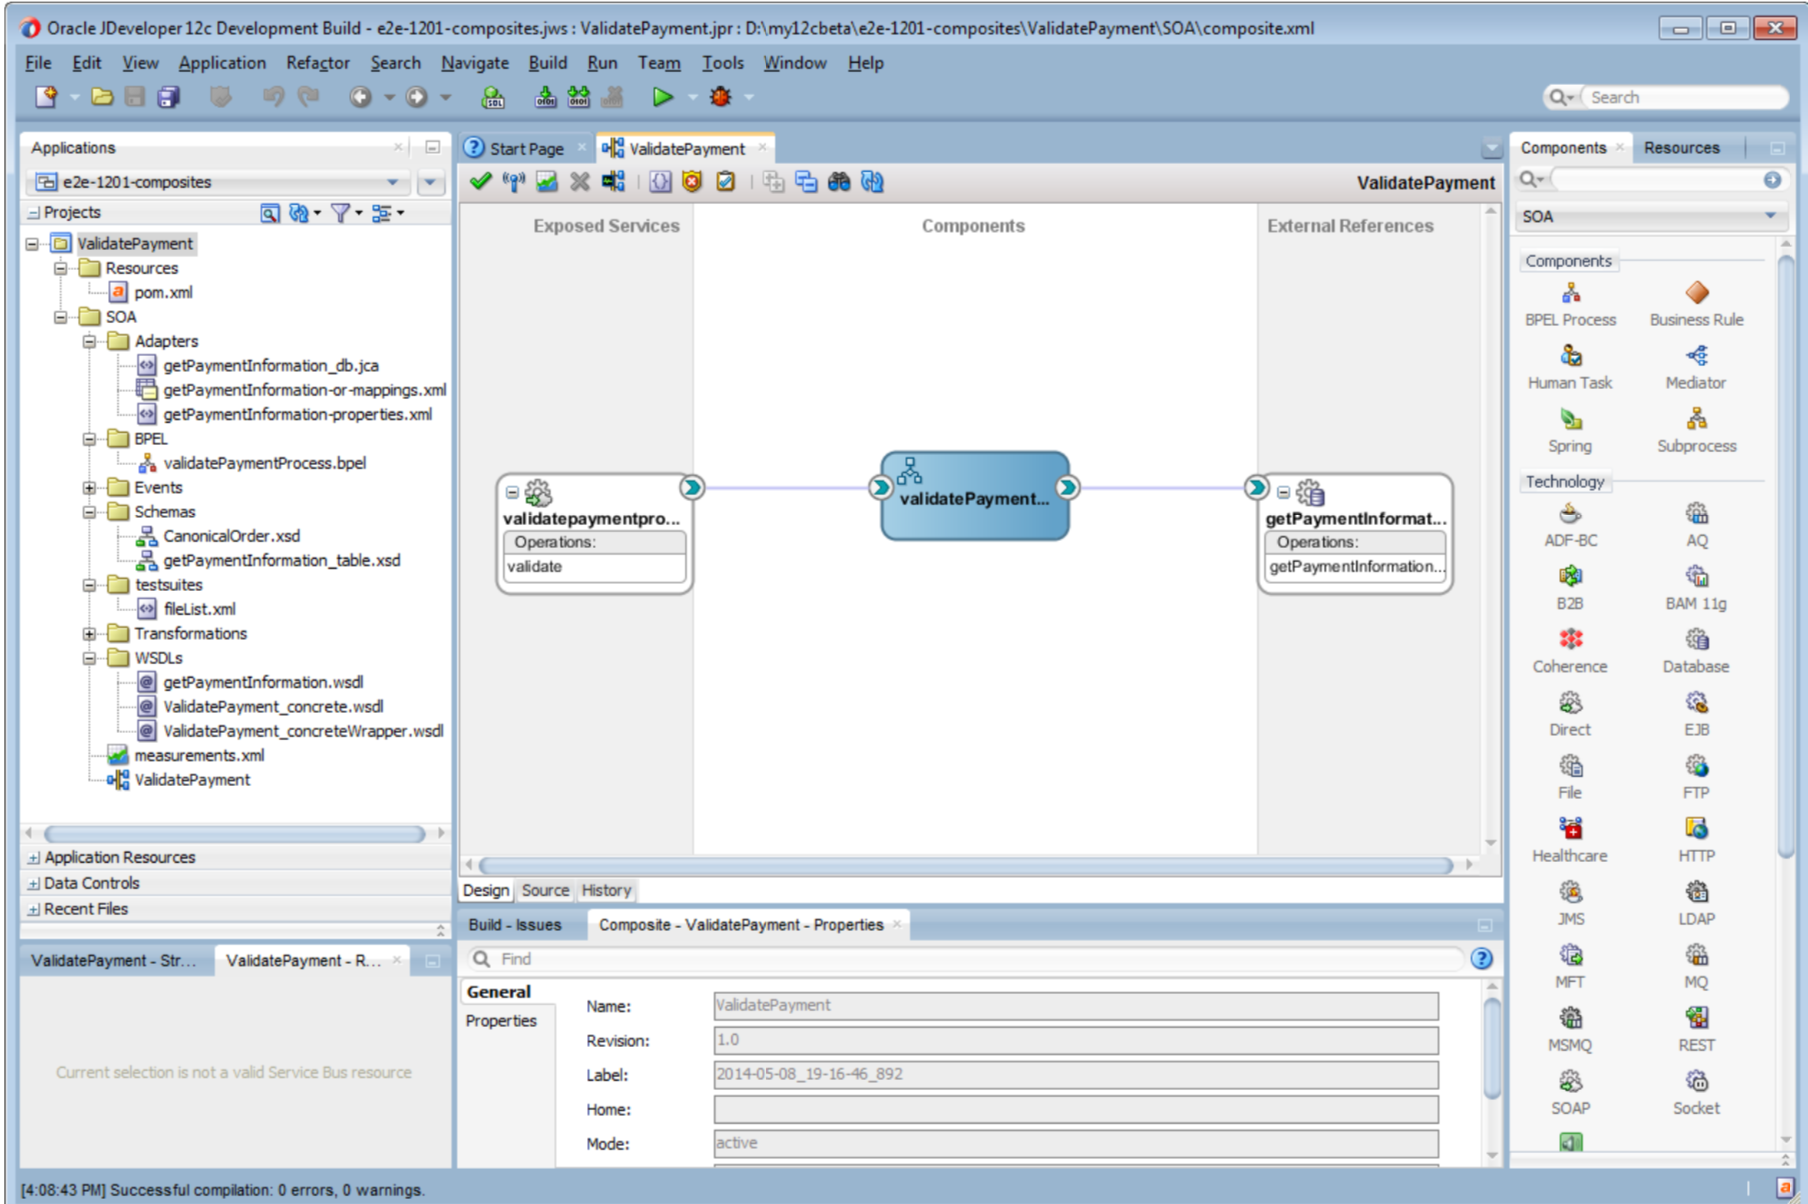 Oracle JDeveloper 12c Development Build - e2e-1201-composites.jws : ValidatePayment.jpr : D:\my12cbeta\e2e-1201-composites\ValidatePayment\SOA\composite.xml
File Edit View Application Refactor Search Navigate Build Run Team Tools Window Help
Search
Applications
e2e-1201-composites
Projects
ValidatePayment
Resources
pom.xml
SOA
Adapters
getPaymentInformation_db.jca
getPaymentInformation-or-mappings.xml
getPaymentInformation-properties.xml
BPEL
validatePaymentProcess.bpel
Events
Schemas
CanonicalOrder.xsd
getPaymentInformation_table.xsd
testsuites
fileList.xml
Transformations
WSDLs
getPaymentInformation.wsdl
ValidatePayment_concrete.wsdl
ValidatePayment_concreteWrapper.wsdl
measurements.xml
ValidatePayment
Application Resources
Data Controls
Recent Files
ValidatePayment - Str...
ValidatePayment - R...
Current selection is not a valid Service Bus resource
Start Page
ValidatePayment
ValidatePayment
Exposed Services
Components
External References
validatepaymentpro...
Operations:
validate
validatePayment...
getPaymentInformat...
Operations:
getPaymentInformation...
Design Source History
Build - Issues
Composite - ValidatePayment - Properties
Find
General
Properties
Name: ValidatePayment
Revision: 1.0
Label: 2014-05-08_19-16-46_892
Home:
Mode: active
Components Resources
SOA
Components
BPEL Process Business Rule
Human Task Mediator
Spring Subprocess
Technology
ADF-BC AQ
B2B BAM 11g
Coherence Database
Direct EJB
File FTP
Healthcare HTTP
JMS LDAP
MFT MQ
MSMQ REST
SOAP Socket
[4:08:43 PM] Successful compilation: 0 errors, 0 warnings.